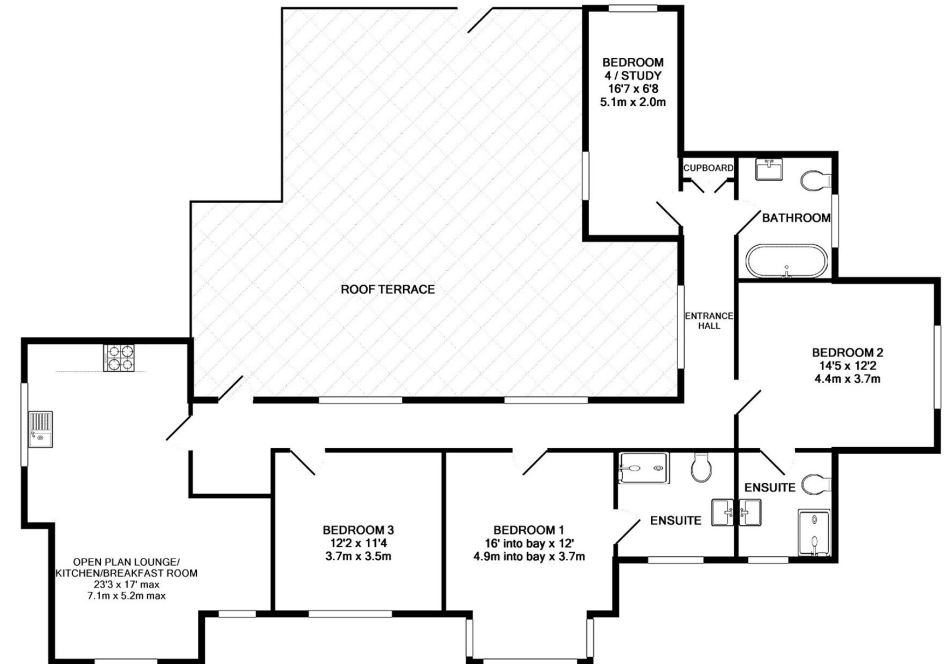 BEDROOM
4 / STUDY
16'7 x 6'8
5.1m x 2.0m
CUPBOARD
BATHROOM
ROOF TERRACE
ENTRANCE
HALL
BEDROOM 2
14'5 x 12'2
4.4m x 3.7m
ENSUITE
ENSUITE
BEDROOM 3
12'2 x 11'4
3.7m x 3.5m
BEDROOM 1
16' into bay x 12'
4.9m into bay x 3.7m
OPEN PLAN LOUNGE/
KITCHEN/BREAKFAST ROOM
23'3 x 17' max
7.1m x 5.2m max